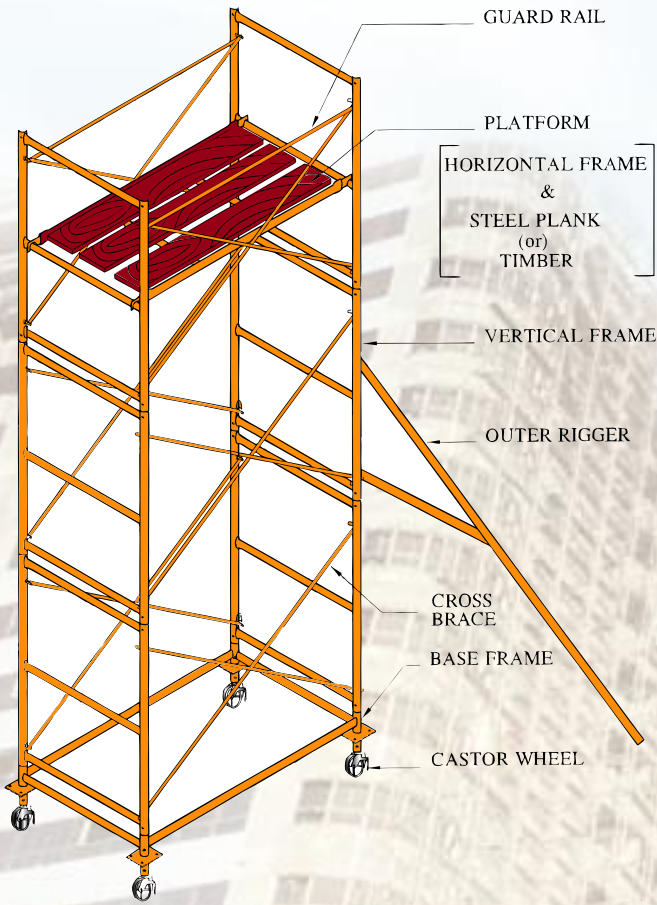 GUARD RAIL
PLATFORM
HORIZONTAL FRAME
&
STEEL PLANK
(or)
TIMBER
VERTICAL FRAME
OUTER RIGGER
CROSS
BRACE
BASE FRAME
CASTOR WHEEL